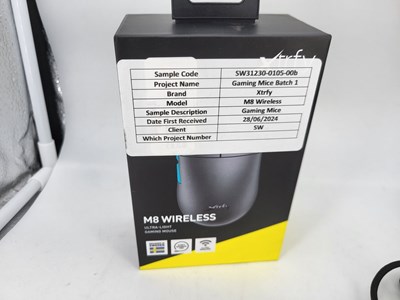 xtrfy
Sample Code SW31230-0105-00b
Project Name Gaming Mice Batch 1
Brand Xtrfy
Model M8 Wireless
Sample Description Gaming Mice
Date First Received 28/06/2024
Client SW
Which Project Number
xtrfy
M8 WIRELESS
ULTRA-LIGHT
GAMING MOUSE